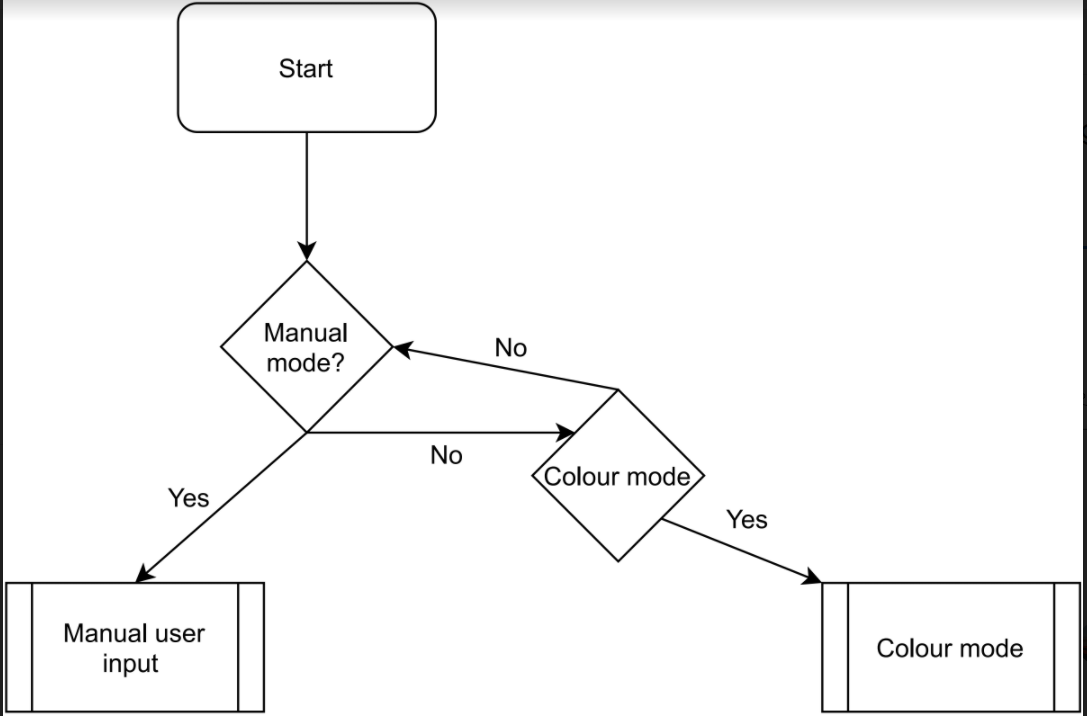 Start
Manual
mode?
No
No
Colour mode
Yes
Yes
Manual user
input
Colour mode